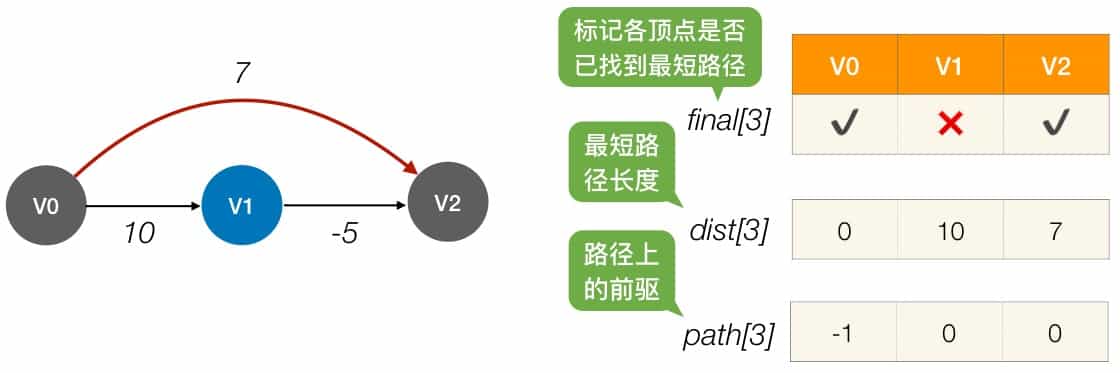 7
V0
V1
V2
10
-5
标记各顶点是否
已找到最短路径
final[3]
V0 V1 V2
✔ ✖ ✔
最短路
径长度
dist[3]
0 10 7
路径上
的前驱
path[3]
-1 0 0